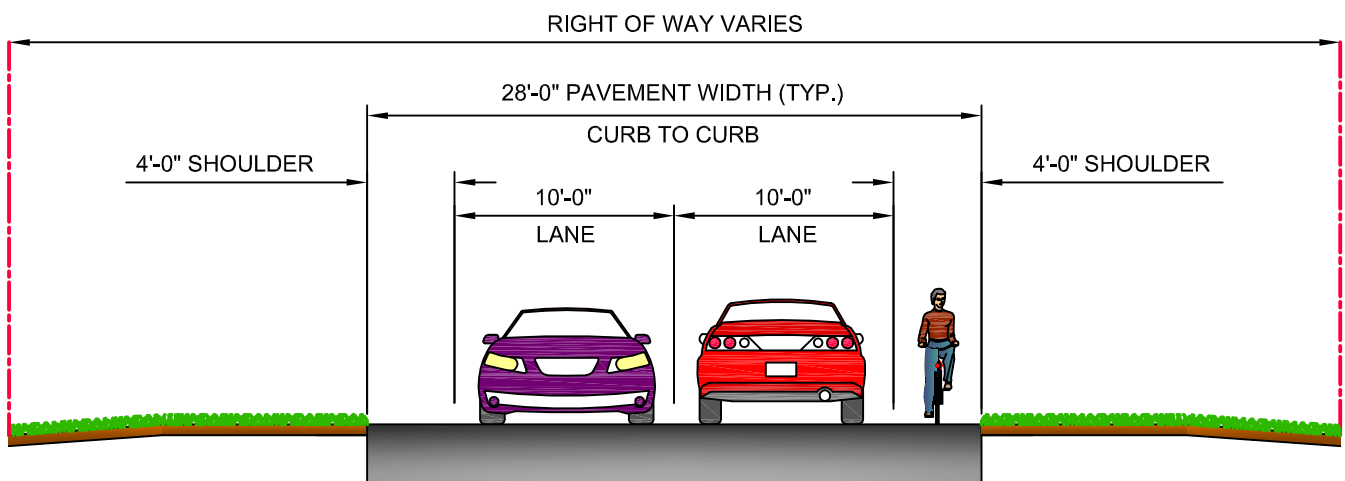 RIGHT OF WAY VARIES
28'-0" PAVEMENT WIDTH (TYP.)
CURB TO CURB
4'-0" SHOULDER
4'-0" SHOULDER
10'-0"
10'-0"
LANE
LANE